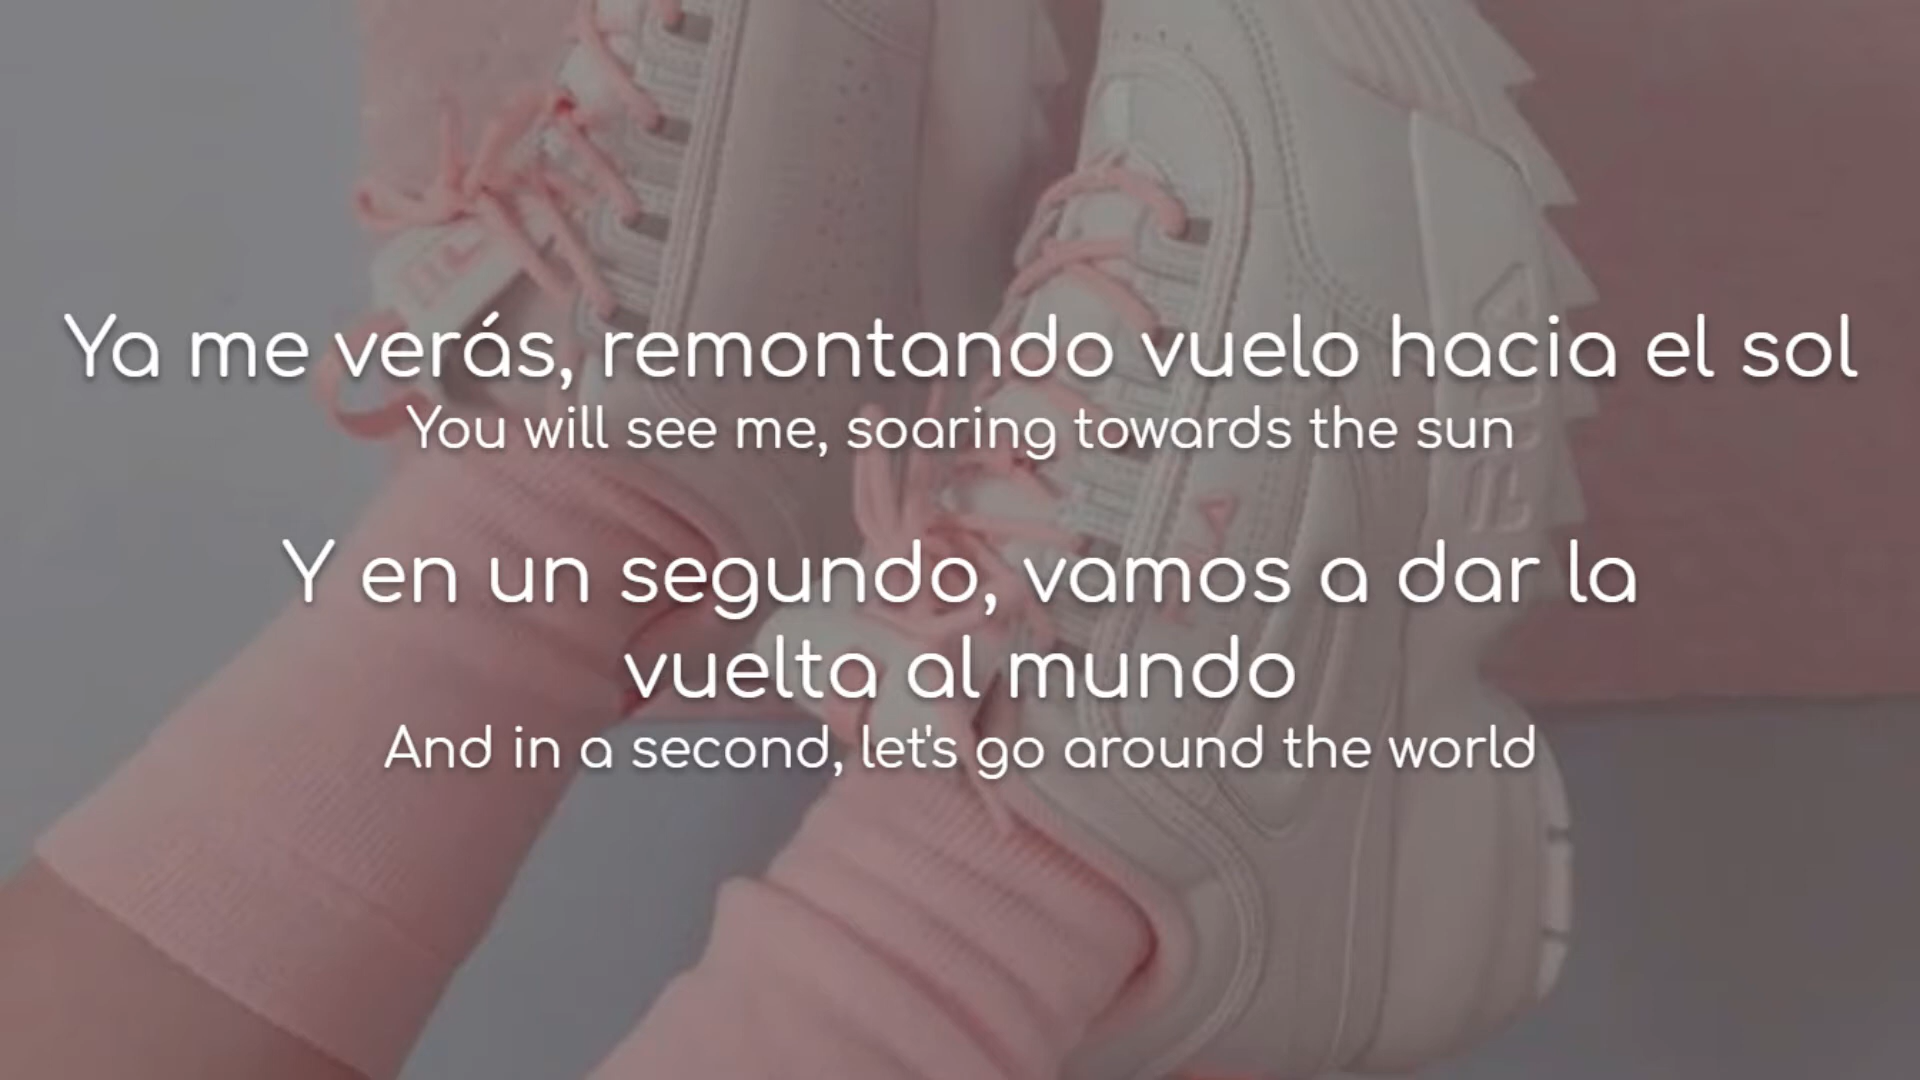 Ya me verás, remontando vuelo hacia el sol
You will see me, soaring towards the sun
Y en un segundo, vamos a dar la
vuelta al mundo
And in a second, let's go around the world
FILA